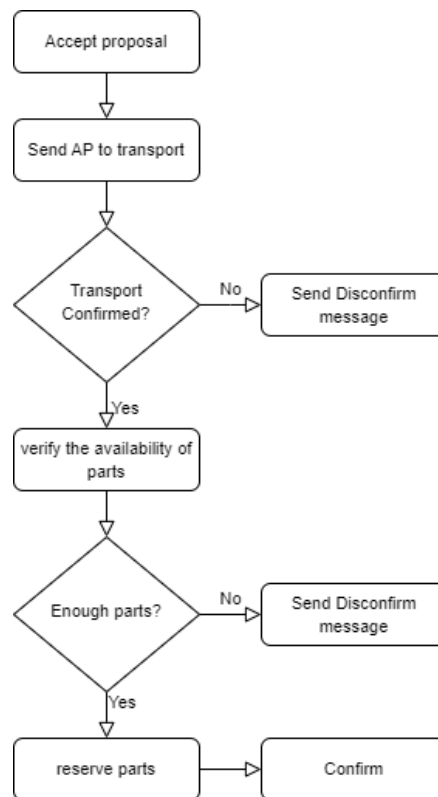 Accept proposal
Send AP to transport
Transport
Confirmed?
No
Send Disconfirm
message
Yes
verify the availability of
parts
Enough parts?
No
Send Disconfirm
message
Yes
reserve parts
Confirm